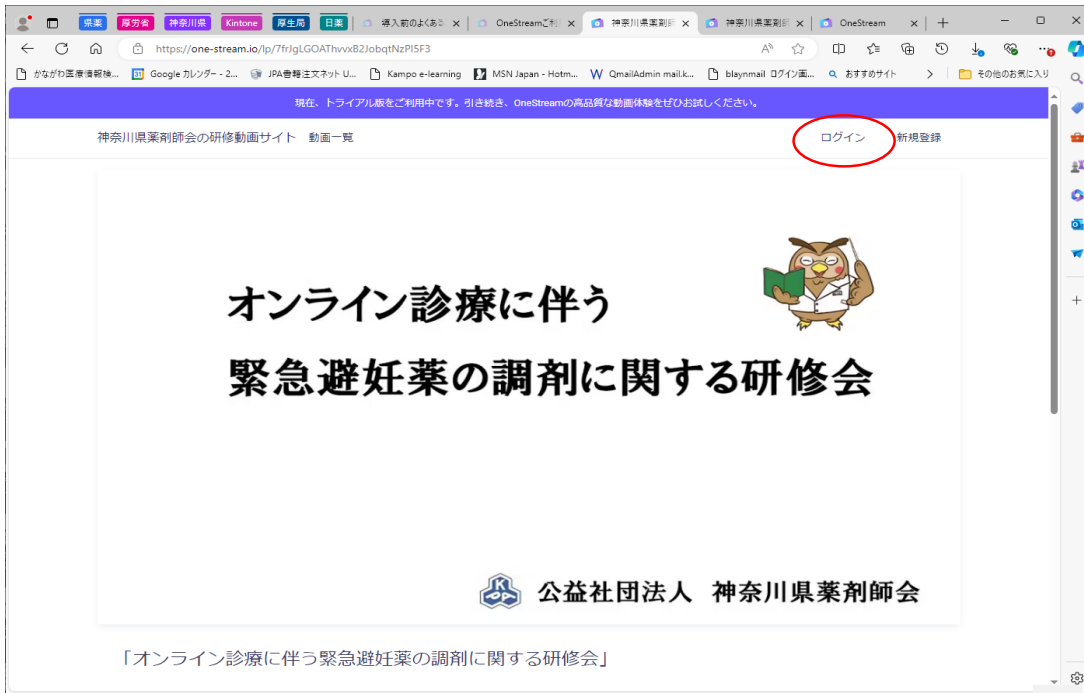 県薬 厚労省 神奈川県 Kintone 厚生局 日薬 導入前のよくある OneStreamご利 神奈川県薬剤師 神奈川県薬剤師 OneStream
https://one-stream.io/lp/7frJgLGOAThvvxB2JobqtNzPI5F3
かながわ医療情報検... Google カレンダー - 2... JPA書籍注文ネット U... Kampo e-learning MSN Japan - Hotm... QmailAdmin mail.k... blaynmail ログイン画... おすすめサイト その他のお気に入り
現在、トライアル版をご利用中です。引き続き、OneStreamの高品質な動画体験をぜひお試しください。
神奈川県薬剤師会の研修動画サイト 動画一覧 ログイン 新規登録
オンライン診療に伴う
緊急避妊薬の調剤に関する研修会
公益社団法人 神奈川県薬剤師会
「オンライン診療に伴う緊急避妊薬の調剤に関する研修会」